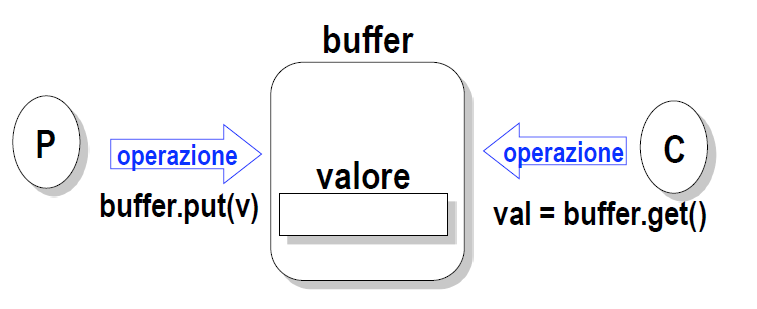 buffer
P
operazione
buffer.put(v)
valore
operazione
C
val = buffer.get()